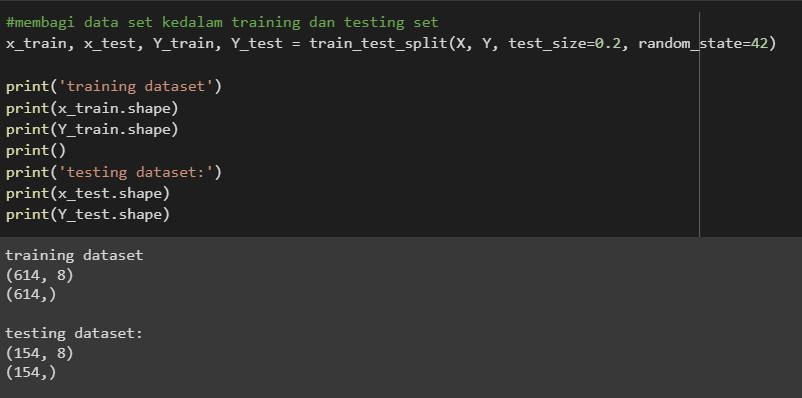 #membagi data set kedalam training dan testing set
x_train, x_test, Y_train, Y_test = train_test_split(X, Y, test_size=0.2, random_state=42)
print('training dataset')
print(x_train.shape)
print(Y_train.shape)
print()
print('testing dataset:')
print(x_test.shape)
print(Y_test.shape)
training dataset
(614, 8)
(614,)
testing dataset:
(154, 8)
(154,)